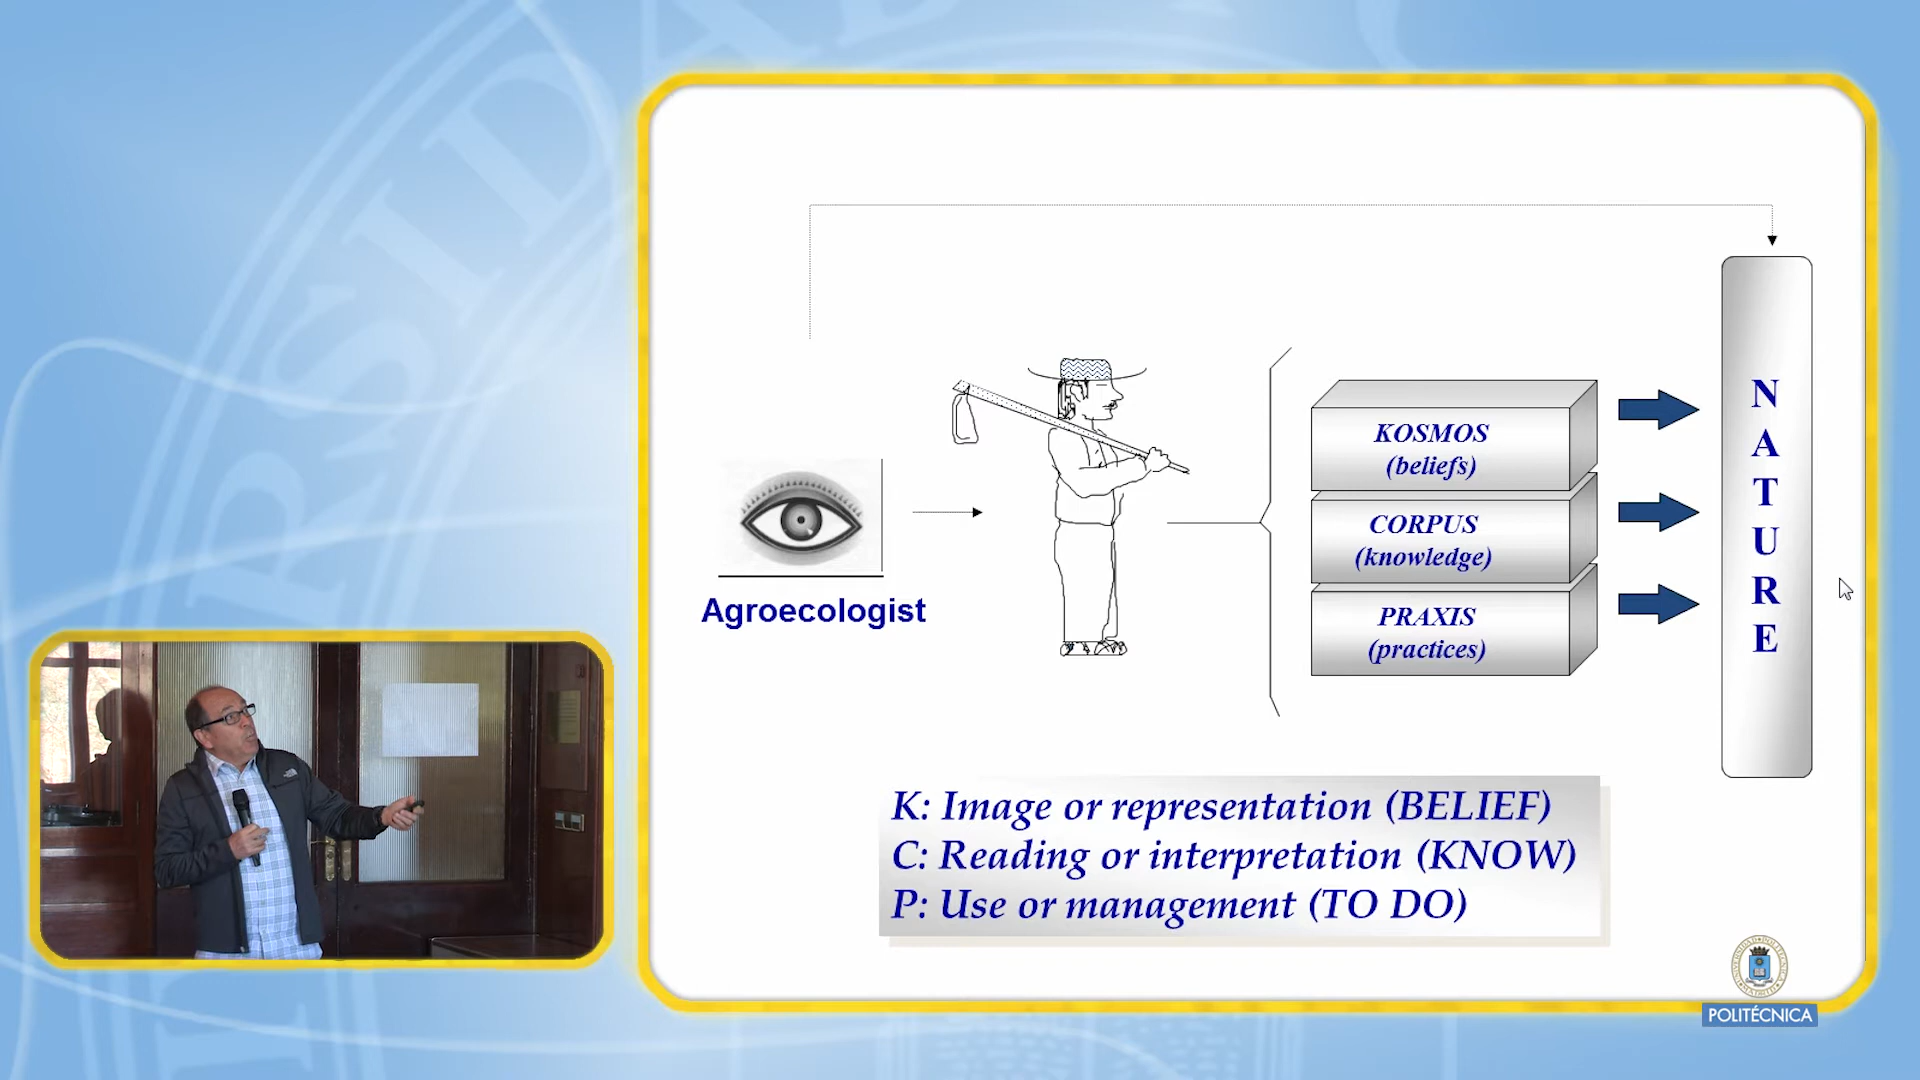 KOSMOS
(beliefs)
CORPUS
(knowledge)
PRAXIS
(practices)
NATURE
Agroecologist
K: Image or representation (BELIEF)
C: Reading or interpretation (KNOW)
P: Use or management (TO DO)
POLITÉCNICA